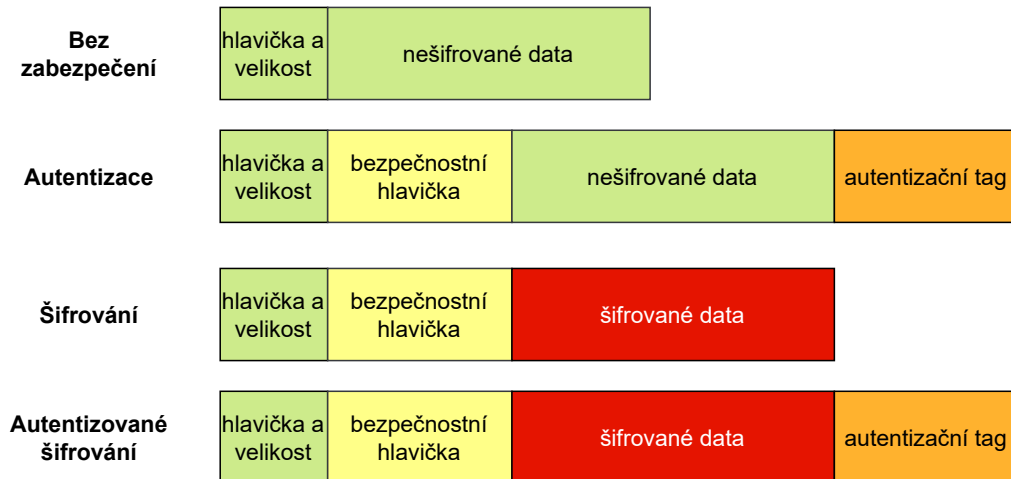 Bez
zabezpečení
hlavička a
velikost
nešifrované data
Autentizace
hlavička a
velikost
bezpečnostní
hlavička
nešifrované data
autentizační tag
Šifrování
hlavička a
velikost
bezpečnostní
hlavička
šifrované data
Autentizované
šifrování
hlavička a
velikost
bezpečnostní
hlavička
šifrované data
autentizační tag